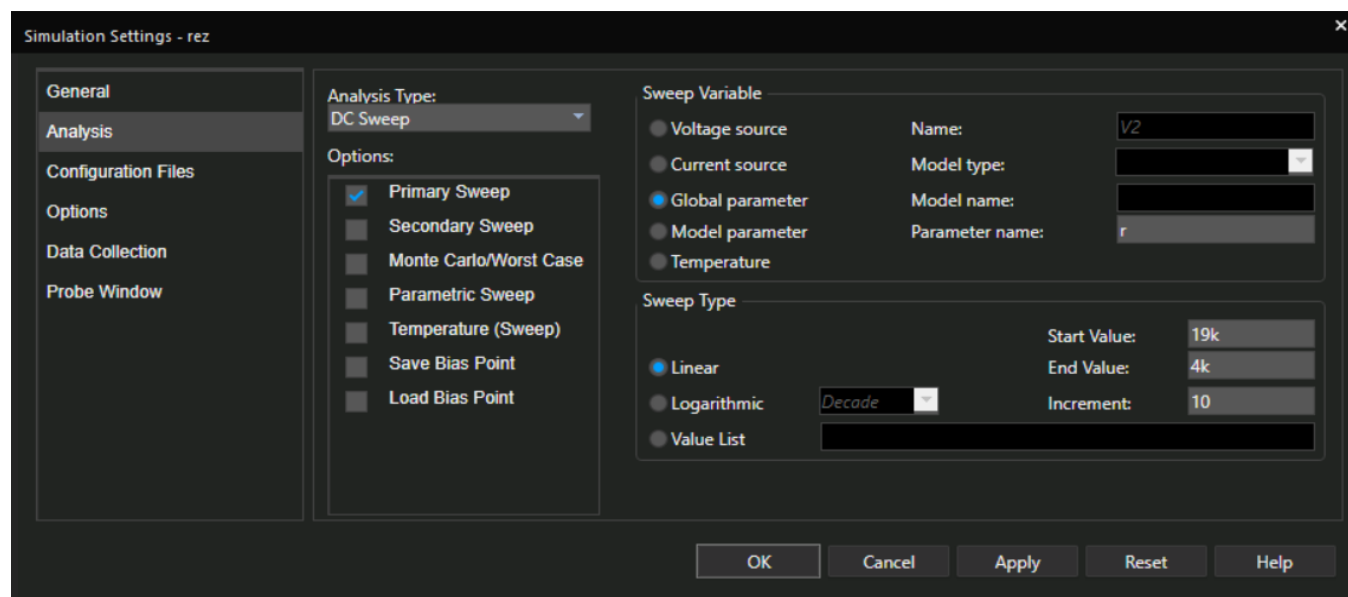 Simulation Settings - rez
×
General
Analysis
Configuration Files
Options
Data Collection
Probe Window
Analysis Type:
DC Sweep
Options:
Primary Sweep
Secondary Sweep
Monte Carlo/Worst Case
Parametric Sweep
Temperature (Sweep)
Save Bias Point
Load Bias Point
Sweep Variable
Voltage source
Name:
V2
Current source
Model type:
Global parameter
Model name:
Model parameter
Parameter name:
r
Temperature
Sweep Type
Start Value:
19k
Linear
End Value:
4k
Logarithmic
Decade
Increment:
10
Value List
OK
Cancel
Apply
Reset
Help